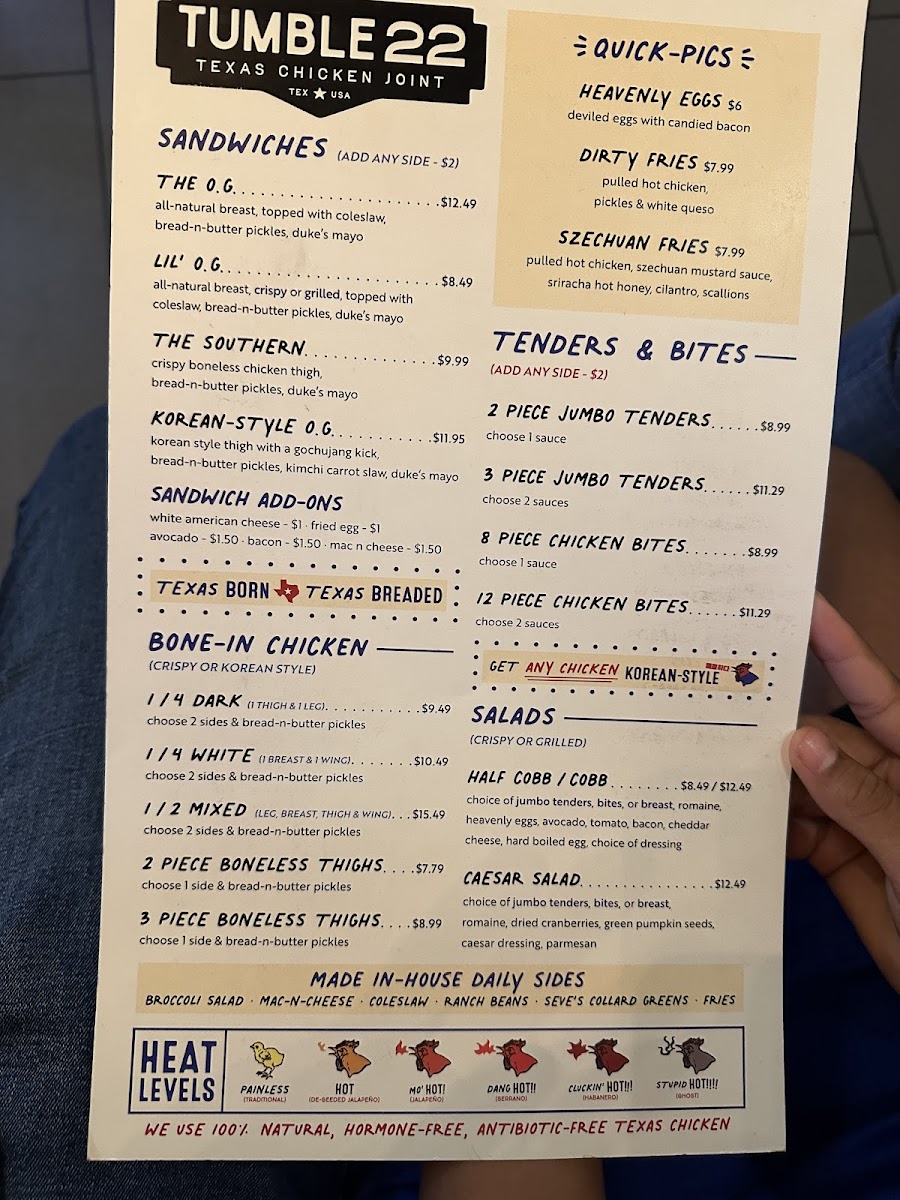 TUMBLE 22
TEXAS CHICKEN JOINT
TEX ★ USA
SANDWICHES (ADD ANY SIDE - $2)
THE O.G. . . . . . . . . . . . . . . . . . . . . .$12.49
all-natural breast, topped with coleslaw,
bread-n-butter pickles, duke's mayo
LIL' O.G. . . . . . . . . . . . . . . . . . . . . . .$8.49
all-natural breast, crispy or grilled, topped with
coleslaw, bread-n-butter pickles, duke's mayo
THE SOUTHERN. . . . . . . . . . . . . .$9.99
crispy boneless chicken thigh,
bread-n-butter pickles, duke's mayo
KOREAN-STYLE O.G. . . . . . . . . . .$11.95
korean style thigh with a gochujang kick,
bread-n-butter pickles, kimchi carrot slaw, duke's mayo
SANDWICH ADD-ONS
white american cheese - $1 · fried egg - $1
avocado - $1.50 · bacon - $1.50 · mac n cheese - $1.50
TEXAS BORN TEXAS BREADED
BONE-IN CHICKEN
(CRISPY OR KOREAN STYLE)
1/4 DARK (1 THIGH & 1 LEG). . . . . . . . . . .$9.49
choose 2 sides & bread-n-butter pickles
1/4 WHITE (1 BREAST & 1 WING). . . . . . . .$10.49
choose 2 sides & bread-n-butter pickles
1/2 MIXED (LEG, BREAST, THIGH & WING). . .$15.49
choose 2 sides & bread-n-butter pickles
2 PIECE BONELESS THIGHS. . . .$7.79
choose 1 side & bread-n-butter pickles
3 PIECE BONELESS THIGHS. . . .$8.99
choose 1 side & bread-n-butter pickles
QUICK-PICS
HEAVENLY EGGS $6
deviled eggs with candied bacon
DIRTY FRIES $7.99
pulled hot chicken,
pickles & white queso
SZECHUAN FRIES $7.99
pulled hot chicken, szechuan mustard sauce,
sriracha hot honey, cilantro, scallions
TENDERS & BITES
(ADD ANY SIDE - $2)
2 PIECE JUMBO TENDERS. . . . . .$8.99
choose 1 sauce
3 PIECE JUMBO TENDERS. . . . . .$11.29
choose 2 sauces
8 PIECE CHICKEN BITES. . . . . . .$8.99
choose 1 sauce
12 PIECE CHICKEN BITES. . . . . .$11.29
choose 2 sauces
GET ANY CHICKEN KOREAN-STYLE
SALADS
(CRISPY OR GRILLED)
HALF COBB / COBB. . . . . . . . .$8.49 / $12.49
choice of jumbo tenders, bites, or breast, romaine,
heavenly eggs, avocado, tomato, bacon, cheddar
cheese, hard boiled egg, choice of dressing
CAESAR SALAD. . . . . . . . . . . . . . . .$12.49
choice of jumbo tenders, bites, or breast,
romaine, dried cranberries, green pumpkin seeds,
caesar dressing, parmesan
MADE IN-HOUSE DAILY SIDES
BROCCOLI SALAD · MAC-N-CHEESE · COLESLAW · RANCH BEANS · SEVE'S COLLARD GREENS · FRIES
HEAT LEVELS
PAINLESS
(TRADITIONAL)
HOT
(DE-SEEDED JALAPEÑO)
MO' HOT!
(JALAPEÑO)
DANG HOT!!
(SERRANO)
CLUCKIN' HOT!!!
(HABANERO)
STUPID HOT!!!!
(GHOST)
WE USE 100% NATURAL, HORMONE-FREE, ANTIBIOTIC-FREE TEXAS CHICKEN